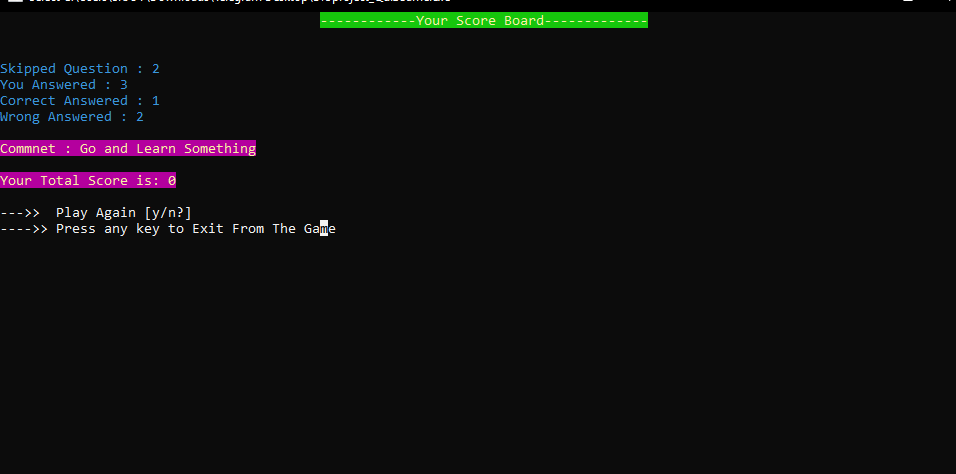 ------------Your Score Board-------------
Skipped Question : 2
You Answered : 3
Correct Answered : 1
Wrong Answered : 2
Commnet : Go and Learn Something
Your Total Score is: 0
--->>  Play Again [y/n?]
---->> Press any key to Exit From The Game